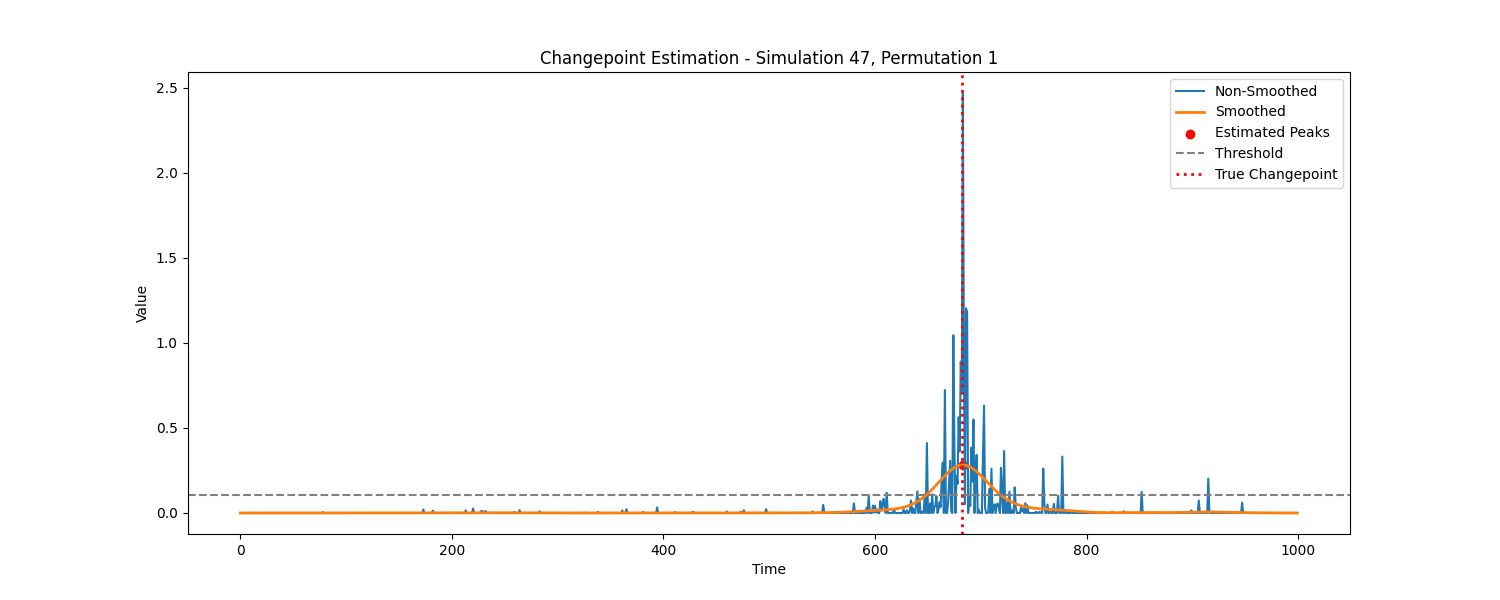 Changepoint Estimation - Simulation 47, Permutation 1
Non-Smoothed
Smoothed
Estimated Peaks
Threshold
True Changepoint
Value
2.5
2.0
1.5
1.0
0.5
0.0
0 200 400 600 800 1000
Time